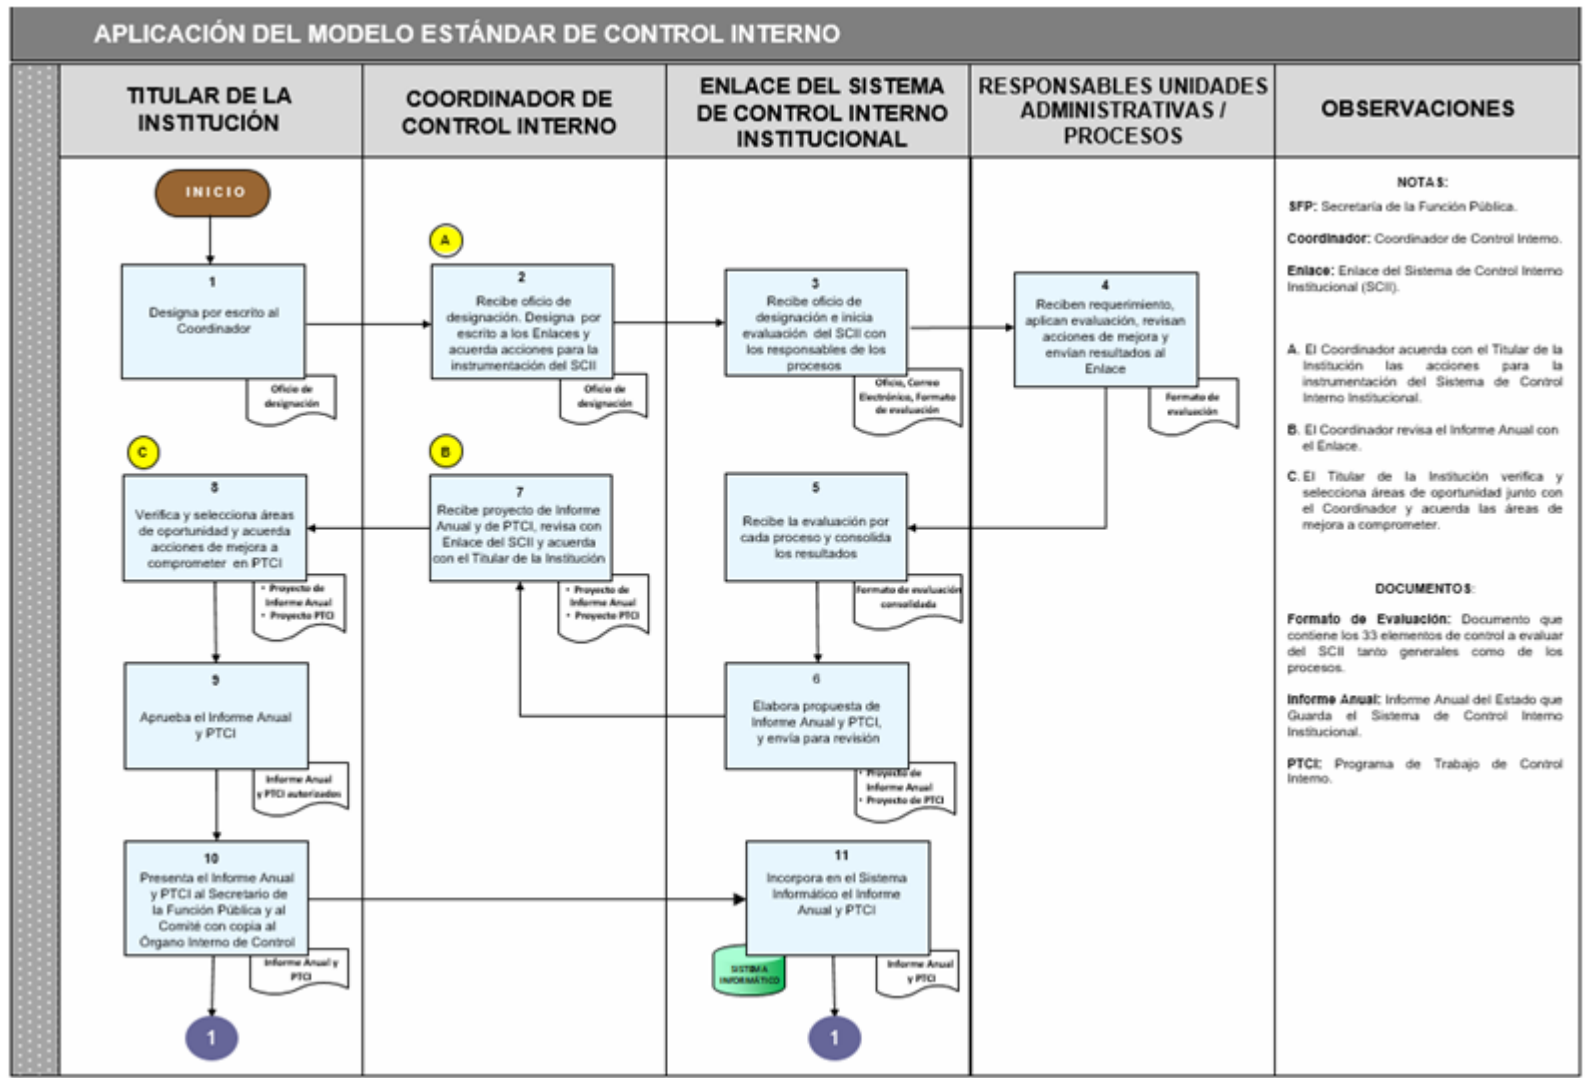 APLICACIÓN DEL MODELO ESTÁNDAR DE CONTROL INTERNO
TITULAR DE LA
INSTITUCIÓN
COORDINADOR DE
CONTROL INTERNO
ENLACE DEL SISTEMA
DE CONTROL INTERNO
INSTITUCIONAL
RESPONSABLES UNIDADES
ADMINISTRATIVAS /
PROCESOS
OBSERVACIONES
INICIO
1
Designa por escrito al
Coordinador
Oficio de
designación
A
2
Recibe oficio de
designación. Designa por
escrito a los Enlaces y
acuerda acciones para la
instrumentación del SCII
Oficio de
designación
3
Recibe oficio de
designación e inicia
evaluación del SCII con
los responsables de los
procesos
Oficio, Correo
Electrónico, Formato
de evaluación
4
Reciben requerimiento,
aplican evaluación, revisan
acciones de mejora y
envían resultados al
Enlace
Formato de
evaluación
C
8
Verifica y selecciona áreas
de oportunidad y acuerda
acciones de mejora a
comprometer en PTCI
• Proyecto de
Informe Anual
• Proyecto PTCI
B
7
Recibe proyecto de Informe
Anual y de PTCI, revisa con
Enlace del SCII y acuerda
con el Titular de la Institución
• Proyecto de
Informe Anual
• Proyecto PTCI
5
Recibe la evaluación por
cada proceso y consolida
los resultados
Formato de evaluación
consolidada
9
Aprueba el Informe Anual
y PTCI
Informe Anual
y PTCI autorizados
6
Elabora propuesta de
Informe Anual y PTCI,
y envía para revisión
• Proyecto de
Informe Anual
• Proyecto de PTCI
10
Presenta el Informe Anual
y PTCI al Secretario de
la Función Pública y al
Comité con copia al
Órgano Interno de Control
Informe Anual y
PTCI
1
11
Incorpora en el Sistema
Informático el Informe
Anual y PTCI
SISTEMA
INFORMÁTICO
Informe Anual
y PTCI
1
NOTAS:
SFP: Secretaría de la Función Pública.
Coordinador: Coordinador de Control Interno.
Enlace: Enlace del Sistema de Control Interno
Institucional (SCII).
A. El Coordinador acuerda con el Titular de la
Institución las acciones para la
instrumentación del Sistema de Control
Interno Institucional.
B. El Coordinador revisa el Informe Anual con
el Enlace.
C. El Titular de la Institución verifica y
selecciona áreas de oportunidad junto con
el Coordinador y acuerda las áreas de
mejora a comprometer.
DOCUMENTOS:
Formato de Evaluación: Documento que
contiene los 33 elementos de control a evaluar
del SCII tanto generales como de los
procesos.
Informe Anual: Informe Anual del Estado que
Guarda el Sistema de Control Interno
Institucional.
PTCI: Programa de Trabajo de Control
Interno.